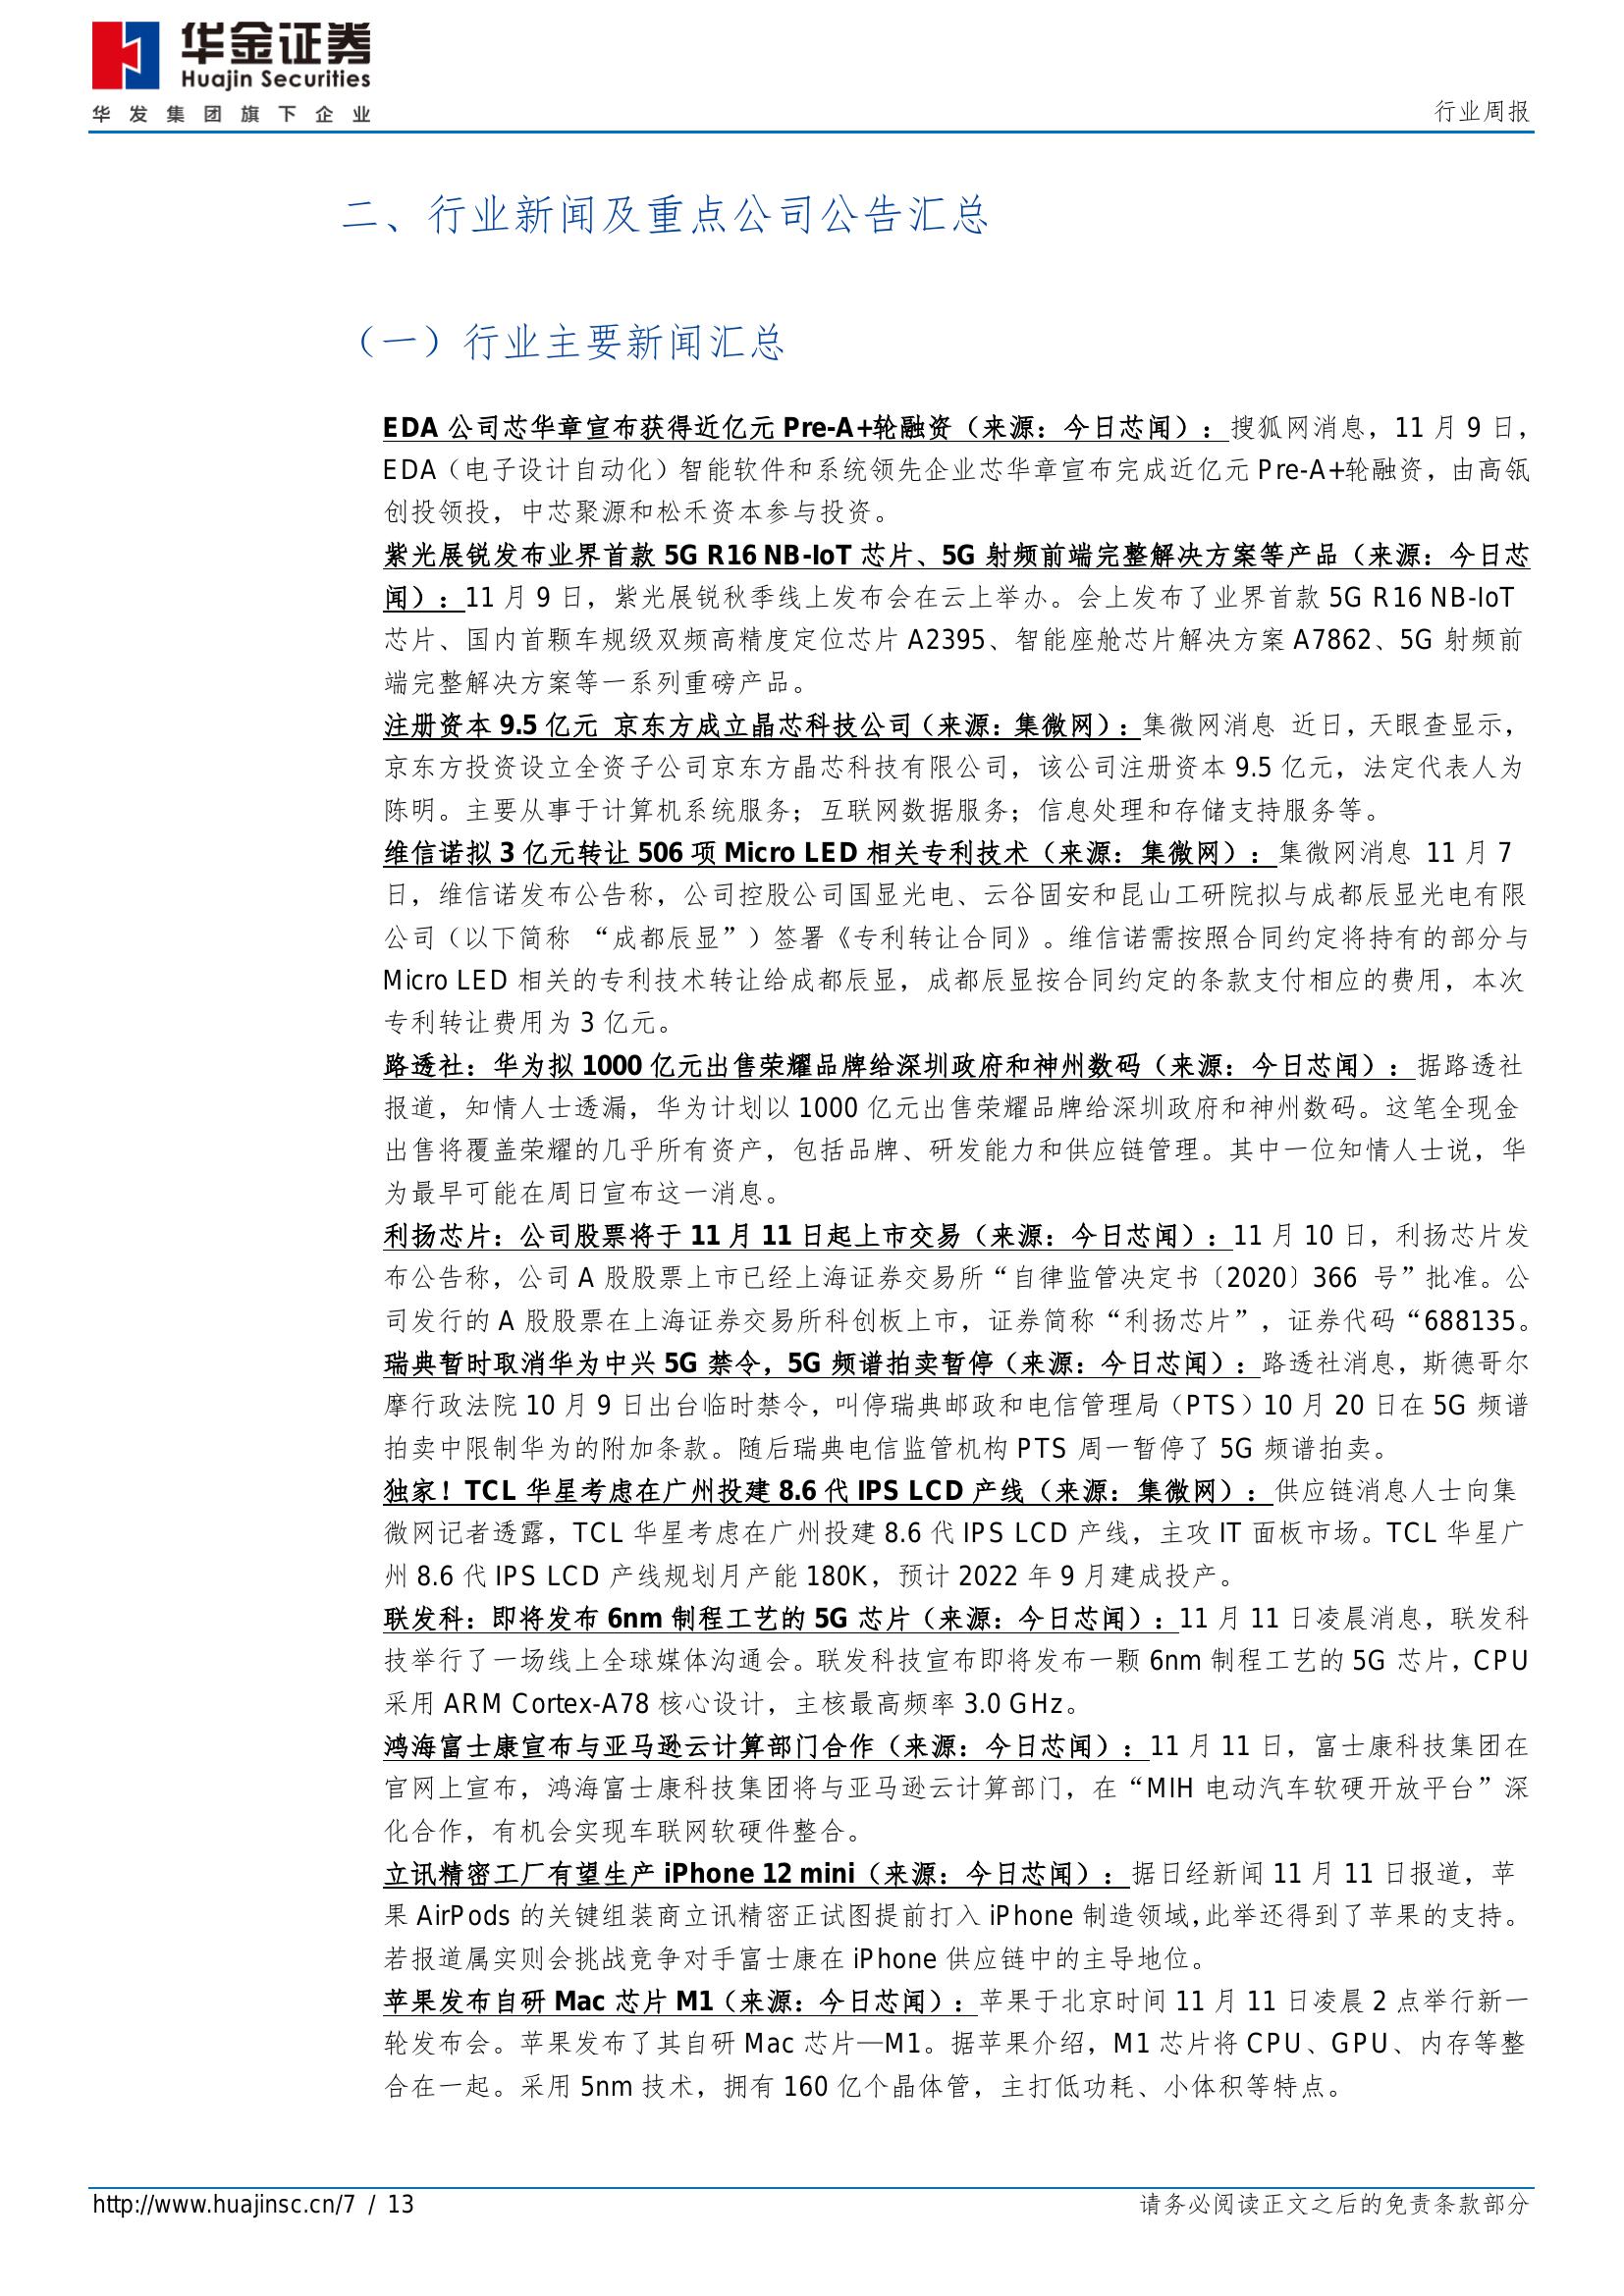 华金证券
Huajin Securities
华发集团旗下企业
行业周报
二、行业新闻及重点公司公告汇总
（一）行业主要新闻汇总
EDA 公司芯华章宣布获得近亿元 Pre-A+轮融资（来源：今日芯闻）：搜狐网消息，11 月 9 日，
EDA（电子设计自动化）智能软件和系统领先企业芯华章宣布完成近亿元 Pre-A+轮融资，由高瓴
创投领投，中芯聚源和松禾资本参与投资。
紫光展锐发布业界首款 5G R16 NB-IoT 芯片、5G 射频前端完整解决方案等产品（来源：今日芯
闻）：11 月 9 日，紫光展锐秋季线上发布会在云上举办。会上发布了业界首款 5G R16 NB-IoT
芯片、国内首颗车规级双频高精度定位芯片 A2395、智能座舱芯片解决方案 A7862、5G 射频前
端完整解决方案等一系列重磅产品。
注册资本 9.5 亿元 京东方成立晶芯科技公司（来源：集微网）：集微网消息 近日，天眼查显示，
京东方投资设立全资子公司京东方晶芯科技有限公司，该公司注册资本 9.5 亿元，法定代表人为
陈明。主要从事于计算机系统服务；互联网数据服务；信息处理和存储支持服务等。
维信诺拟 3 亿元转让 506 项 Micro LED 相关专利技术（来源：集微网）：集微网消息 11 月 7
日，维信诺发布公告称，公司控股公司国显光电、云谷固安和昆山工研院拟与成都辰显光电有限
公司（以下简称 “成都辰显”）签署《专利转让合同》。维信诺需按照合同约定将持有的部分与
Micro LED 相关的专利技术转让给成都辰显，成都辰显按合同约定的条款支付相应的费用，本次
专利转让费用为 3 亿元。
路透社：华为拟 1000 亿元出售荣耀品牌给深圳政府和神州数码（来源：今日芯闻）：据路透社
报道，知情人士透漏，华为计划以 1000 亿元出售荣耀品牌给深圳政府和神州数码。这笔全现金
出售将覆盖荣耀的几乎所有资产，包括品牌、研发能力和供应链管理。其中一位知情人士说，华
为最早可能在周日宣布这一消息。
利扬芯片：公司股票将于 11 月 11 日起上市交易（来源：今日芯闻）：11 月 10 日，利扬芯片发
布公告称，公司 A 股股票上市已经上海证券交易所“自律监管决定书〔2020〕366 号”批准。公
司发行的 A 股股票在上海证券交易所科创板上市，证券简称“利扬芯片”，证券代码“688135。
瑞典暂时取消华为中兴 5G 禁令，5G 频谱拍卖暂停（来源：今日芯闻）：路透社消息，斯德哥尔
摩行政法院 10 月 9 日出台临时禁令，叫停瑞典邮政和电信管理局（PTS）10 月 20 日在 5G 频谱
拍卖中限制华为的附加条款。随后瑞典电信监管机构 PTS 周一暂停了 5G 频谱拍卖。
独家！TCL 华星考虑在广州投建 8.6 代 IPS LCD 产线（来源：集微网）：供应链消息人士向集
微网记者透露，TCL 华星考虑在广州投建 8.6 代 IPS LCD 产线，主攻 IT 面板市场。TCL 华星广
州 8.6 代 IPS LCD 产线规划月产能 180K，预计 2022 年 9 月建成投产。
联发科：即将发布 6nm 制程工艺的 5G 芯片（来源：今日芯闻）：11 月 11 日凌晨消息，联发科
技举行了一场线上全球媒体沟通会。联发科技宣布即将发布一颗 6nm 制程工艺的 5G 芯片，CPU
采用 ARM Cortex-A78 核心设计，主核最高频率 3.0 GHz。
鸿海富士康宣布与亚马逊云计算部门合作（来源：今日芯闻）：11 月 11 日，富士康科技集团在
官网上宣布，鸿海富士康科技集团将与亚马逊云计算部门，在“MIH 电动汽车软硬开放平台”深
化合作，有机会实现车联网软硬件整合。
立讯精密工厂有望生产 iPhone 12 mini（来源：今日芯闻）：据日经新闻 11 月 11 日报道，苹
果 AirPods 的关键组装商立讯精密正试图提前打入 iPhone 制造领域，此举还得到了苹果的支持。
若报道属实则会挑战竞争对手富士康在 iPhone 供应链中的主导地位。
苹果发布自研 Mac 芯片 M1（来源：今日芯闻）：苹果于北京时间 11 月 11 日凌晨 2 点举行新一
轮发布会。苹果发布了其自研 Mac 芯片—M1。据苹果介绍，M1 芯片将 CPU、GPU、内存等整
合在一起。采用 5nm 技术，拥有 160 亿个晶体管，主打低功耗、小体积等特点。
http://www.huajinsc.cn/7 / 13
请务必阅读正文之后的免责条款部分